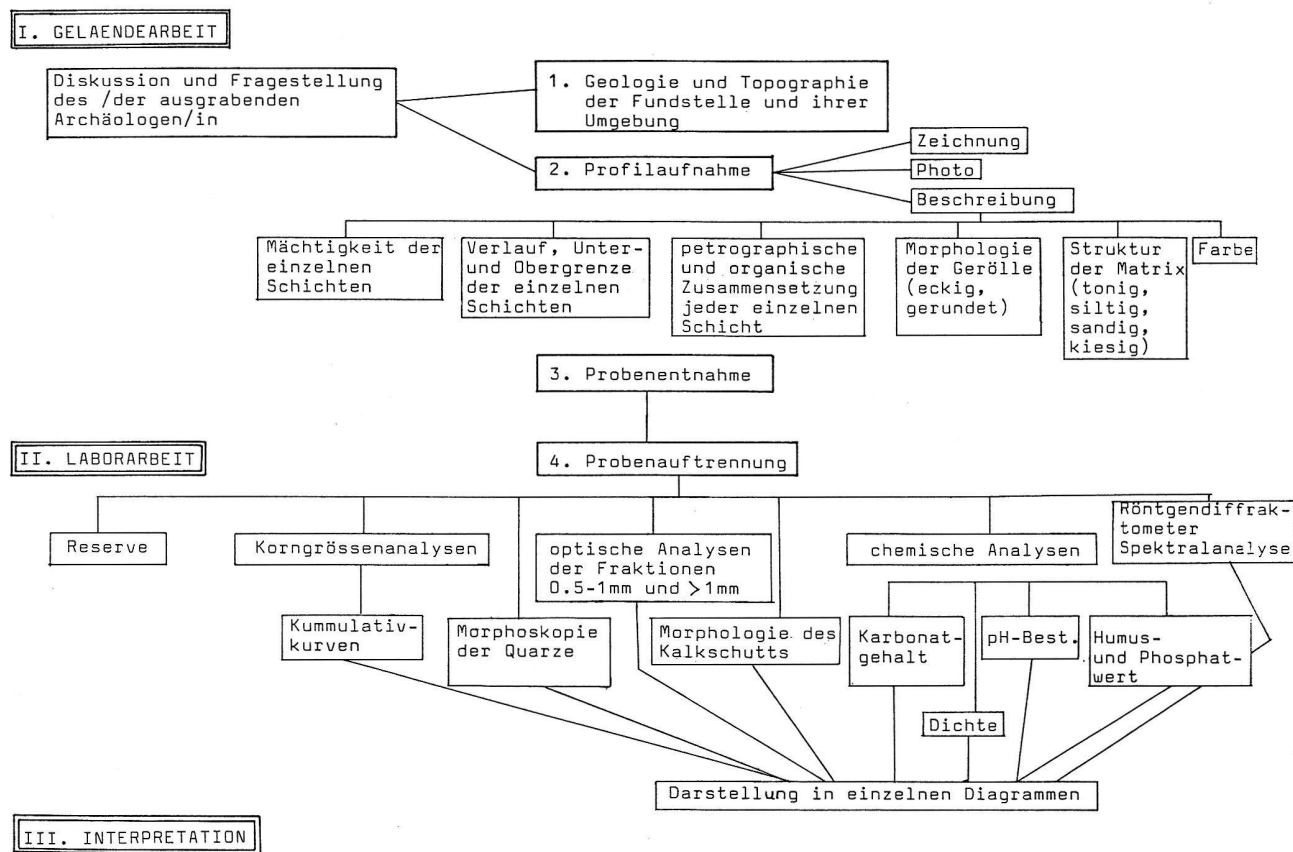 I. GELAENDEARBEIT
Diskussion und Fragestellung
des /der ausgrabenden
Archäologen/in
1. Geologie und Topographie
der Fundstelle und ihrer
Umgebung
2. Profilaufnahme
Zeichnung
Photo
Beschreibung
Mächtigkeit der
einzelnen
Schichten
Verlauf, Unter-
und Obergrenze
der einzelnen
Schichten
petrographische
und organische
Zusammensetzung
jeder einzelnen
Schicht
Morphologie
der Gerölle
(eckig,
gerundet)
Struktur
der Matrix
(tonig,
siltig,
sandig,
kiesig)
Farbe
3. Probenentnahme
II. LABORARBEIT
4. Probenauftrennung
Reserve
Korngrössenanalysen
optische Analysen
der Fraktionen
0.5-1mm und >1mm
chemische Analysen
Röntgendiffrak-
tometer
Spektralanalyse
Kummulativ-
kurven
Morphoskopie
der Quarze
Morphologie des
Kalkschutts
Karbonat-
gehalt
pH-Best.
Humus-
und Phosphat-
wert
Dichte
Darstellung in einzelnen Diagrammen
III. INTERPRETATION